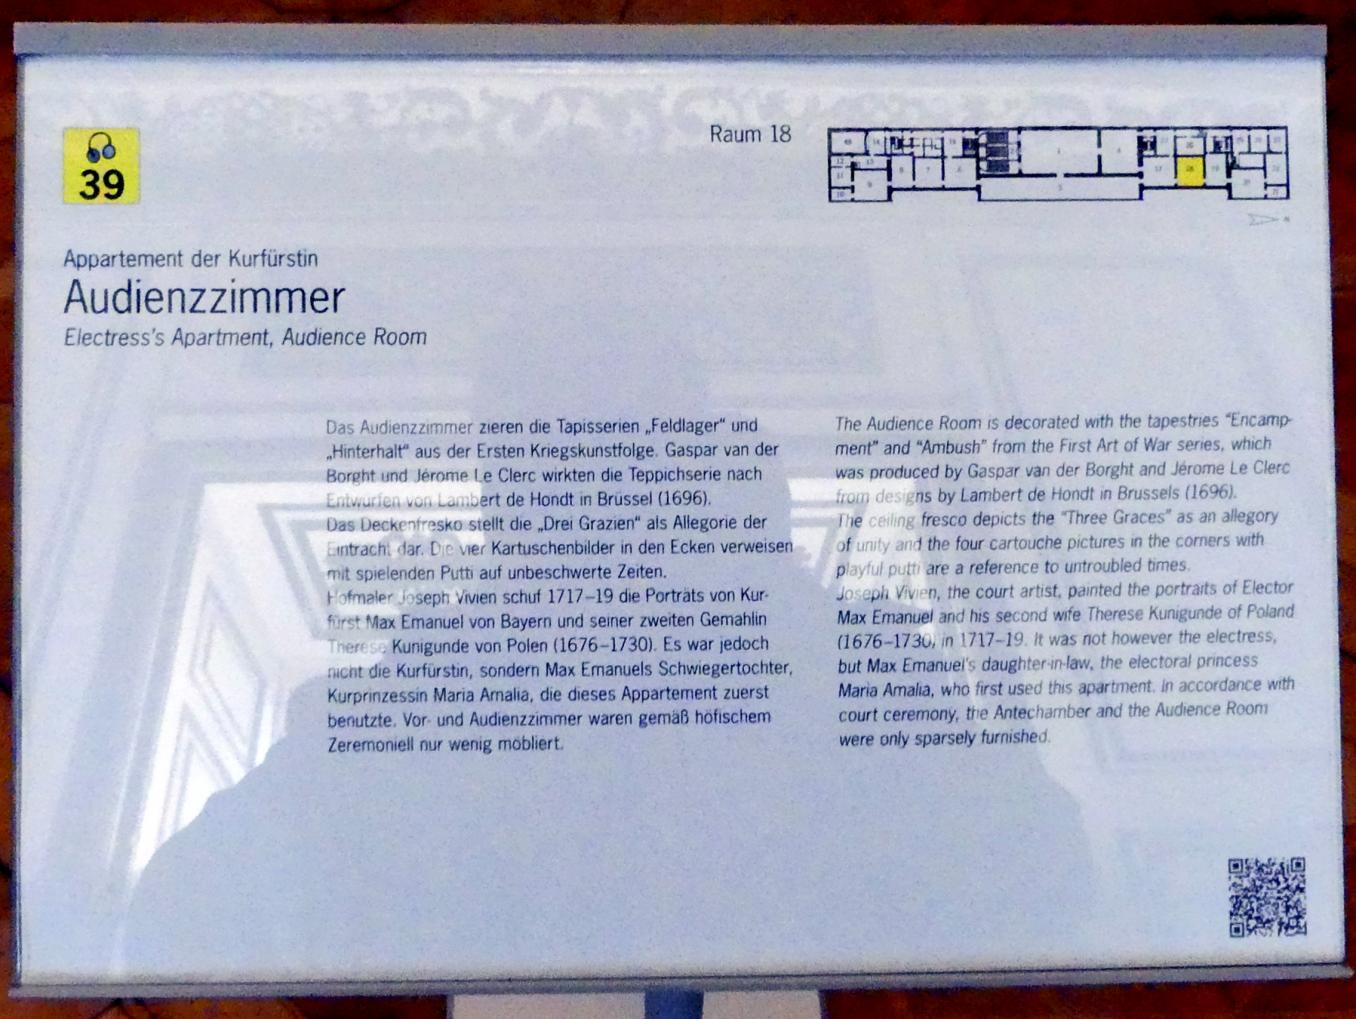 39
Raum 18
Appartement der Kurfürstin
Audienzzimmer
Electress's Apartment, Audience Room
Das Audienzzimmer zieren die Tapisserien „Feldlager“ und
„Hinterhalt“ aus der Ersten Kriegskunstfolge. Gaspar van der
Borght und Jérome Le Clerc wirkten die Teppichserie nach
Entwürfen von Lambert de Hondt in Brüssel (1696).
Das Deckenfresko stellt die „Drei Grazien“ als Allegorie der
Eintracht dar. Die vier Kartuschenbilder in den Ecken verweisen
mit spielenden Putti auf unbeschwerte Zeiten.
Hofmaler Joseph Vivien schuf 1717–19 die Porträts von Kur-
fürst Max Emanuel von Bayern und seiner zweiten Gemahlin
Therese Kunigunde von Polen (1676–1730). Es war jedoch
nicht die Kurfürstin, sondern Max Emanuels Schwiegertochter,
Kurprinzessin Maria Amalia, die dieses Appartement zuerst
benutzte. Vor- und Audienzzimmer waren gemäß höfischem
Zeremoniell nur wenig möbliert.
The Audience Room is decorated with the tapestries “Encamp-
ment” and “Ambush” from the First Art of War series, which
was produced by Gaspar van der Borght and Jérome Le Clerc
from designs by Lambert de Hondt in Brussels (1696).
The ceiling fresco depicts the “Three Graces” as an allegory
of unity and the four cartouche pictures in the corners with
playful putti are a reference to untroubled times.
Joseph Vivien, the court artist, painted the portraits of Elector
Max Emanuel and his second wife Therese Kunigunde of Poland
(1676–1730) in 1717–19. It was not however the electress,
but Max Emanuel's daughter-in-law, the electoral princess
Maria Amalia, who first used this apartment. In accordance with
court ceremony, the Antechamber and the Audience Room
were only sparsely furnished.